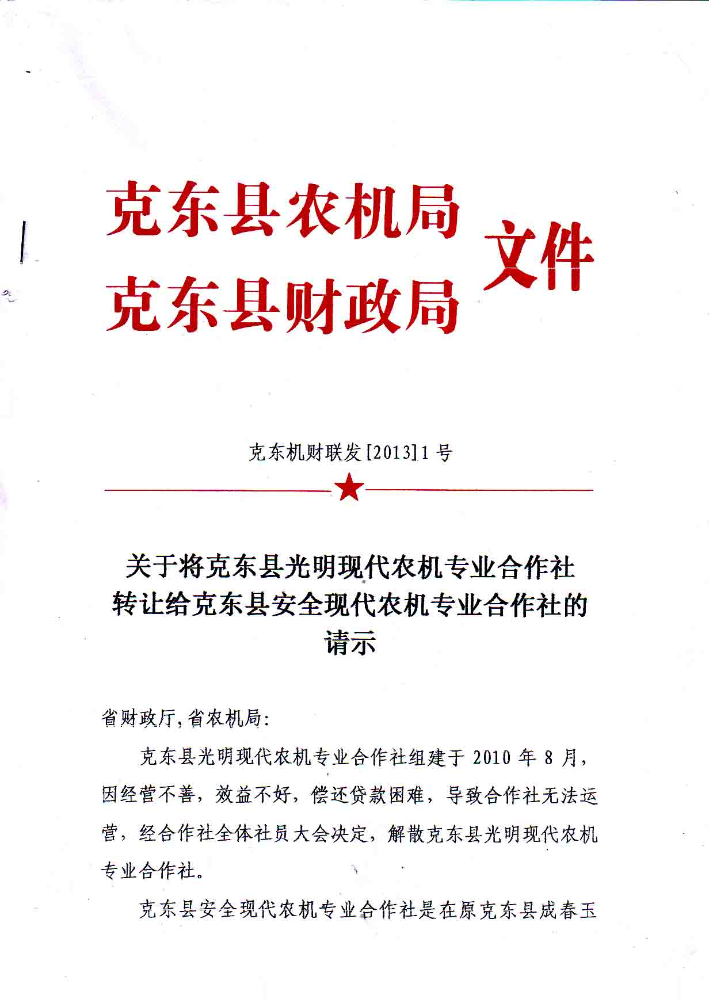 克东县农机局
克东县财政局
文件
克东机财联发[2013]1号
关于将克东县光明现代农机专业合作社
转让给克东县安全现代农机专业合作社的
请示
省财政厅,省农机局:
克东县光明现代农机专业合作社组建于 2010 年 8 月,
因经营不善, 效益不好, 偿还贷款困难, 导致合作社无法运
营, 经合作社全体社员大会决定, 解散克东县光明现代农机
专业合作社。
克东县安全现代农机专业合作社是在原克东县成春玉